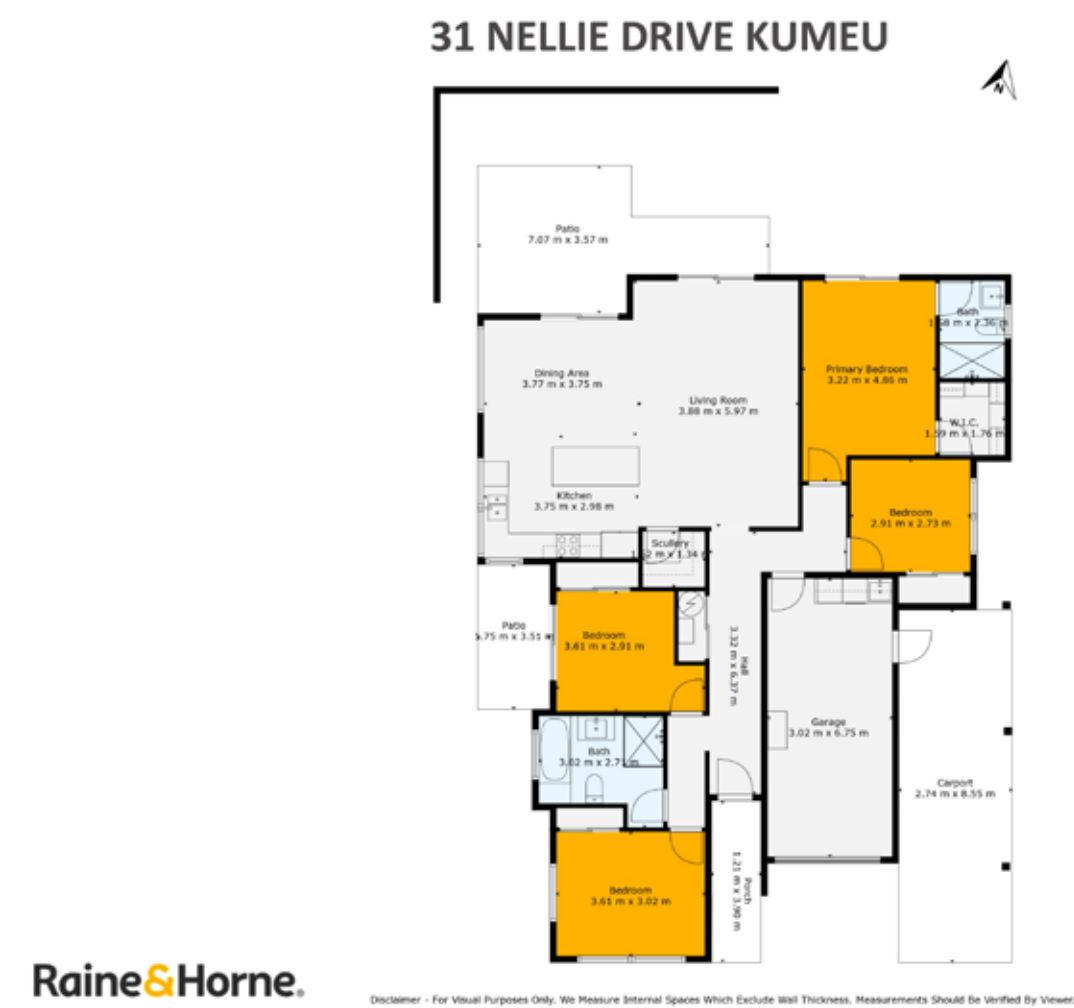 31 NELLIE DRIVE KUMEU
N
Patio
7.07 m x 3.57 m
Bath
Dining Area
3.77 m x 3.75 m
Primary Bedroom
3.22 m x 4.86 m
Living Room
3.88 m x 5.97 m
W.I.C.
Kitchen
3.75 m x 2.98 m
Bedroom
2.91 m x 2.73 m
Scullery
Patio
Bedroom
3.61 m x 2.91 m
Hall
3.32 m x 6.37 m
Garage
3.02 m x 6.75 m
Bath
Carport
2.74 m x 8.55 m
Bedroom
3.61 m x 3.02 m
Porch
1.21 m x 3.90 m
Raine&Horne.
Disclaimer - For Visual Purposes Only. We Measure Internal Spaces Which Exclude Wall Thickness. Measurements Should Be Verified By Viewer